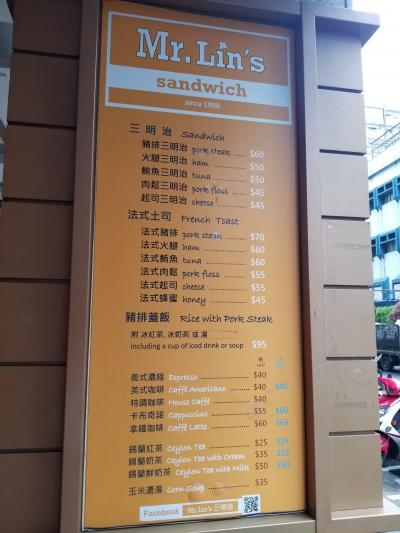 Mr. Lin's
sandwich
since 1988
三明治 Sandwich
豬排三明治 pork steak ..... $60
火腿三明治 ham ..... $50
鮪魚三明治 tuna ..... $50
肉鬆三明治 pork floss ..... $45
起司三明治 cheese ..... $45
法式土司 French Toast
法式豬排 pork steak ..... $70
法式火腿 ham ..... $60
法式鮪魚 tuna ..... $60
法式肉鬆 pork floss ..... $55
法式起司 cheese ..... $55
法式蜂蜜 honey ..... $45
豬排蓋飯 Rice with Pork Steak
附 冰紅茶, 冰奶茶 或 湯
including a cup of iced drink or soup $95
熱 HOT
義式濃縮 Espresso ..... $40 -
美式咖啡 Caffé Americano ..... $40 $40
特調咖啡 House Caffé ..... $40 -
卡布奇諾 Cappuccino ..... $55 $60
拿鐵咖啡 Caffé Latte ..... $60 $65
錫蘭紅茶 Ceylon Tea ..... $25 $25
錫蘭奶茶 Ceylon Tea with Cream $35 $35
錫蘭鮮奶茶 Ceylon Tea with Milk $50 $50
玉米濃湯 Corn Soup ..... $35
Facebook Mr.Lin's 三明治